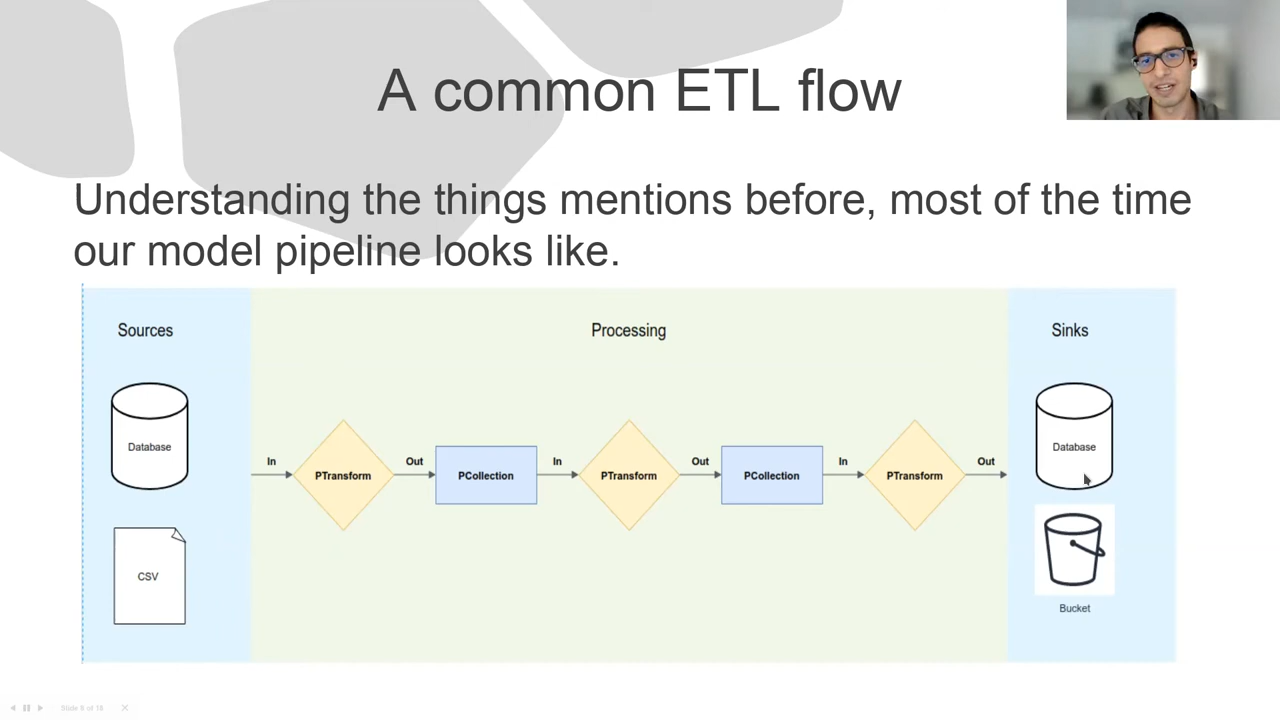 A common ETL flow
Understanding the things mentions before, most of the time
our model pipeline looks like.
Sources
Processing
Sinks
Database
CSV
In
PTransform
Out
PCollection
In
PTransform
Out
PCollection
In
PTransform
Out
Database
Bucket
Slide 9 of 18